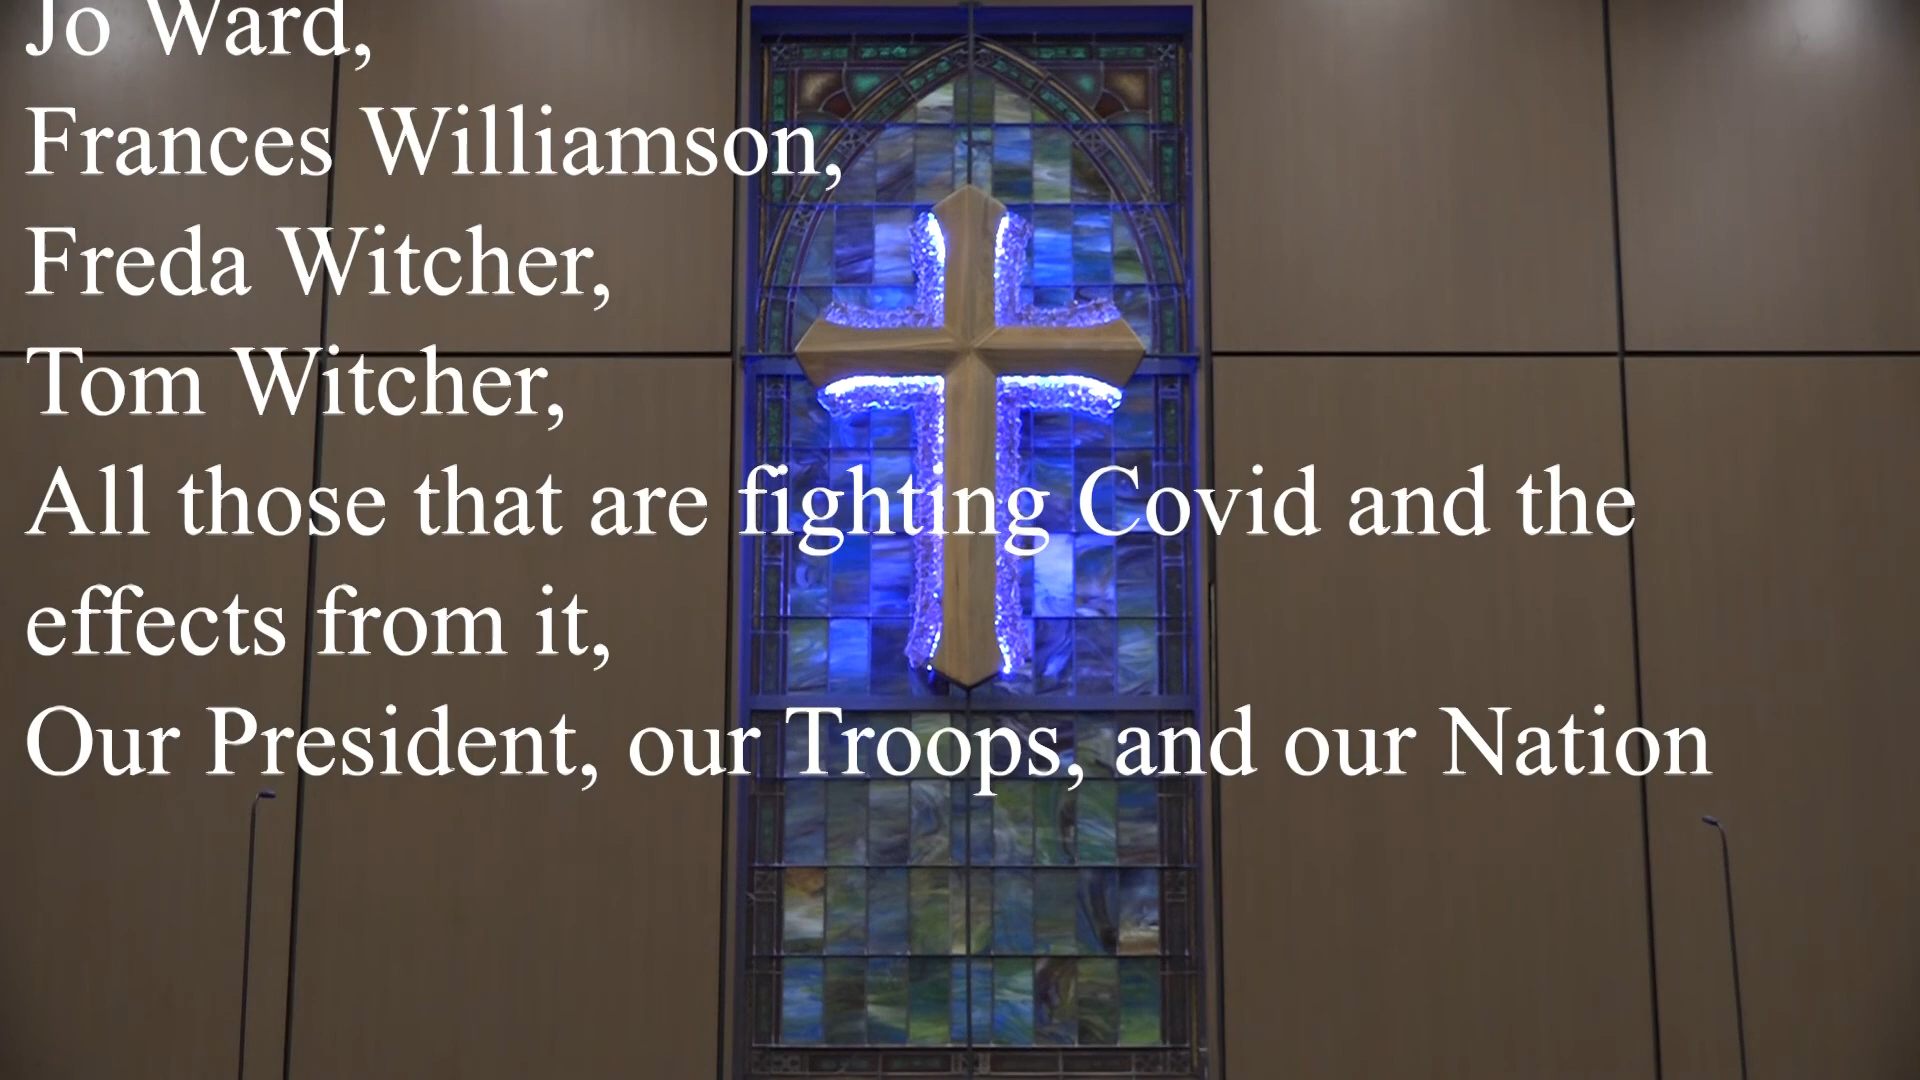 Jo Ward,
Frances Williamson,
Freda Witcher,
Tom Witcher,
All those that are fighting Covid and the
effects from it,
Our President, our Troops, and our Nation